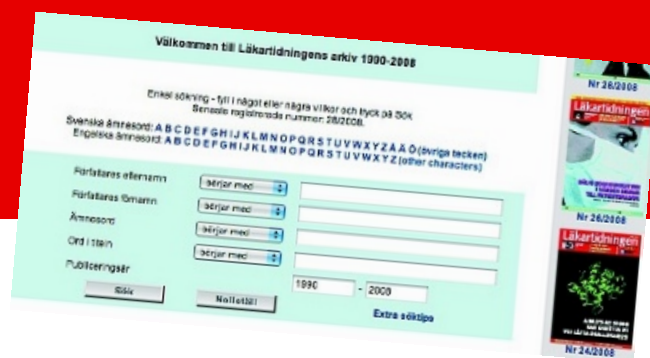 Välkommen till Läkartidningens arkiv 1990-2008
Enkel sökning - fyll i något eller några villkor och tryck på Sök
Senaste registrerade nummer: 28/2008.
Svenska ämnesord: A B C D E F G H I J K L M N O P Q R S T U V W X Y Z Å Ä Ö (övriga tecken)
Engelska ämnesord: A B C D E F G H I J K L M N O P Q R S T U V W X Y Z (other characters)
Författares efternamn
börjar med
Författares förnamn
börjar med
Ämnesord
börjar med
Ord i titeln
börjar med
Publiceringsår
1990 - 2008
Sök
Nollställ
Extra söktips
Nr 28/2008
Läkartidningen
Nr 26/2008
Läkartidningen
Nr 24/2008